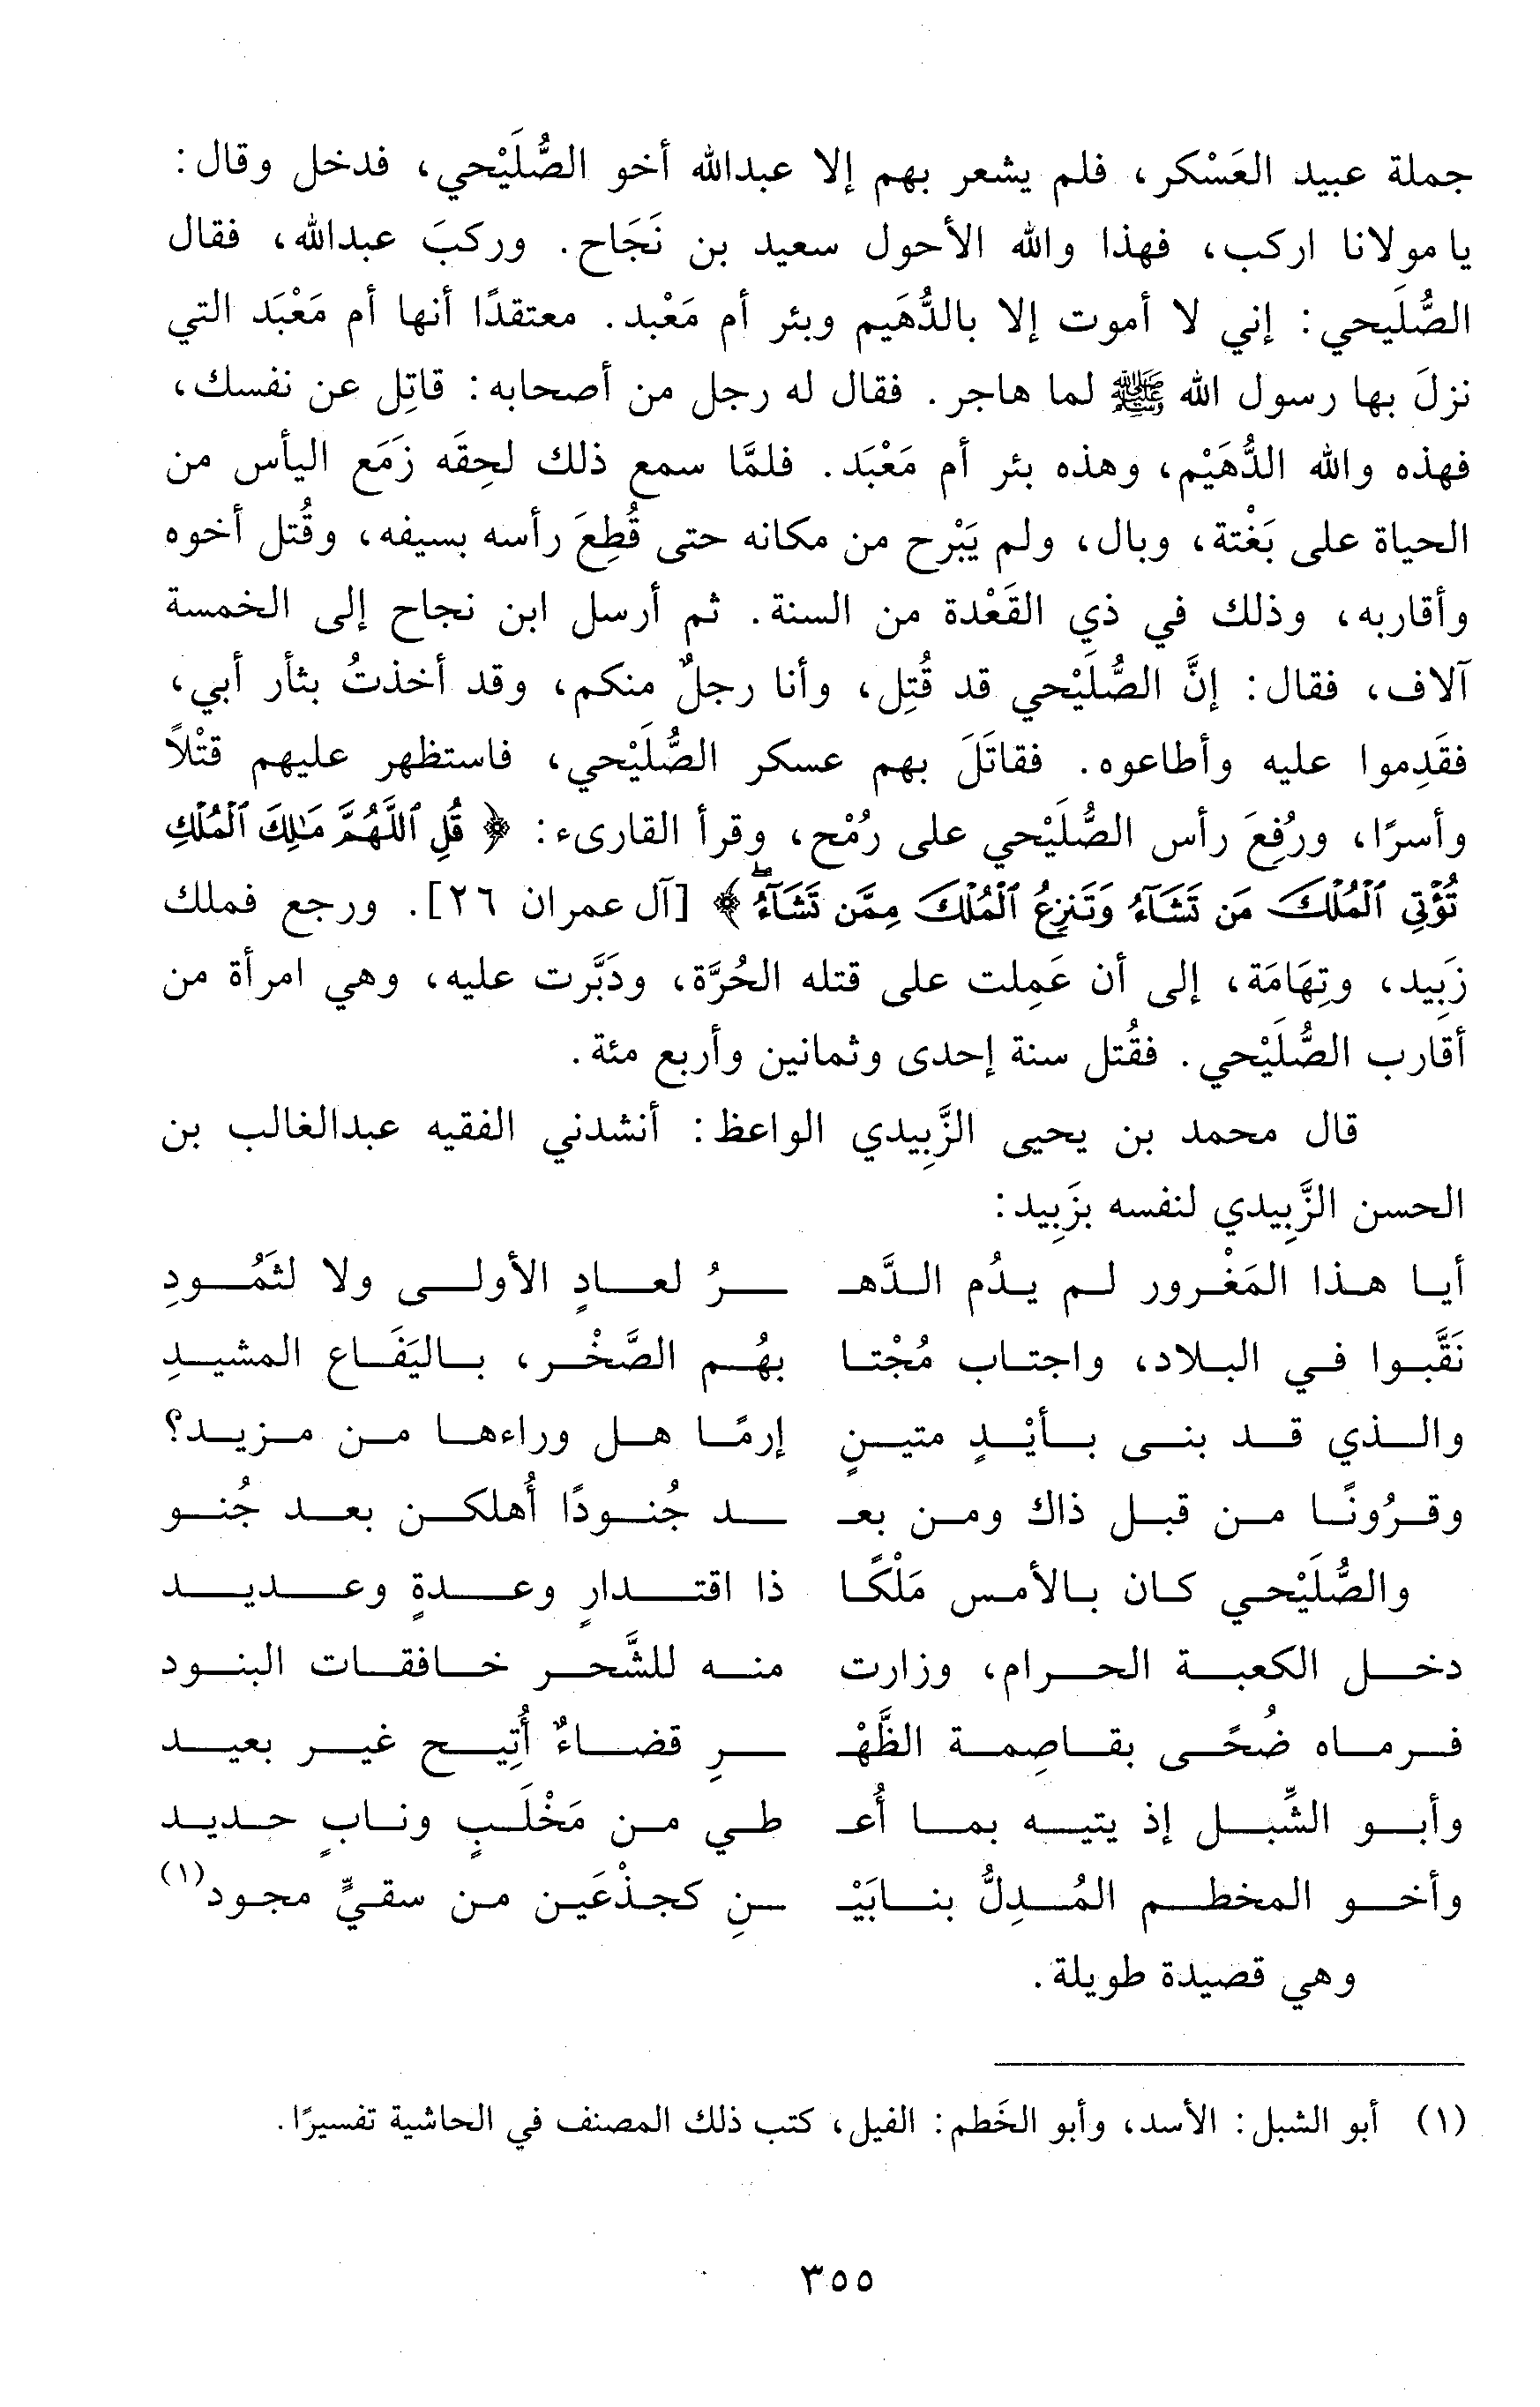 جملة عبيد العَسْكر، فلم يشعر بهم إلا عبدالله أخو الصُّلَيْحي، فدخل وقال:
يا مولانا اركب، فهذا والله الأحول سعيد بن نَجَاح. وركبَ عبدالله، فقال
الصُّلَيحي: إني لا أموت إلا بالدُّهَيم وبئر أم مَعْبد. معتقدًا أنها أم مَعْبَد التي
نزلَ بها رسول الله ﷺ لما هاجر. فقال له رجل من أصحابه: قاتِل عن نفسك،
فهذه والله الدُّهَيْم، وهذه بئر أم مَعْبَد. فلمَّا سمع ذلك لحِقَه زَمَع اليأس من
الحياة على بَغْتة، وبال، ولم يَبْرح من مكانه حتى قُطِعَ رأسه بسيفه، وقُتل أخوه
وأقاربه، وذلك في ذي القَعْدة من السنة. ثم أرسل ابن نجاح إلى الخمسة
آلاف، فقال: إنَّ الصُّلَيْحي قد قُتِل، وأنا رجلٌ منكم، وقد أخذتُ بثأر أبي،
فقَدِموا عليه وأطاعوه. فقاتَلَ بهم عسكر الصُّلَيْحي، فاستظهر عليهم قتْلاً
وأسرًا، ورُفِعَ رأس الصُّلَيْحي على رُمْح، وقرأ القارىء: ﴿ قُلِ ٱللَّهُمَّ مَـٰلِكَ ٱلْمُلْكِ
تُؤْتِي ٱلْمُلْكَ مَن تَشَآءُ وَتَنزِعُ ٱلْمُلْكَ مِمَّن تَشَآءُۖ ﴾ [آل عمران ٢٦]. ورجع فملك
زَبِيد، وتِهَامَة، إلى أن عَمِلت على قتله الحُرَّة، ودَبَّرت عليه، وهي امرأة من
أقارب الصُّلَيْحي. فقُتل سنة إحدى وثمانين وأربع مئة.
قال محمد بن يحيى الزَّبِيدي الواعظ: أنشدني الفقيه عبدالغالب بن
الحسن الزَّبِيدي لنفسه بزَبِيد:
أيا هذا المَغْرور لم يدُم الدَّهـ ـرُ لعادٍ الأولى ولا لثَمُودِ
نَقَّبوا في البلاد، واجتاب مُجْتا بهُم الصَّخْر، باليَفَاع المشيدِ
والذي قد بنى بأيْدٍ متينٍ إرمًا هل وراءها من مزيد؟
وقرُونًا من قبل ذاك ومن بعـ ـد جُنودًا أُهلكن بعد جُنو
والصُّلَيْحي كان بالأمس مَلْكًا ذا اقتدارٍ وعدةٍ وعديد
دخل الكعبة الحرام، وزارت منه للشَّحر خافقات البنود
فرماه ضُحًى بقاصِمة الظَّهْـ ـرِ قضاءٌ أُتِيح غير بعيد
وأبو الشِّبل إذ يتيه بما أُعـ طي من مَخْلَبٍ ونابٍ حديد
وأخو المخطم المُدِلُّ بنابَيْـ ـنِ كجذْعَين من سقيٍّ مجود(١)
وهي قصيدة طويلة.
(١) أبو الشبل: الأسد، وأبو الخَطم: الفيل، كتب ذلك المصنف في الحاشية تفسيرًا.
٣٥٥